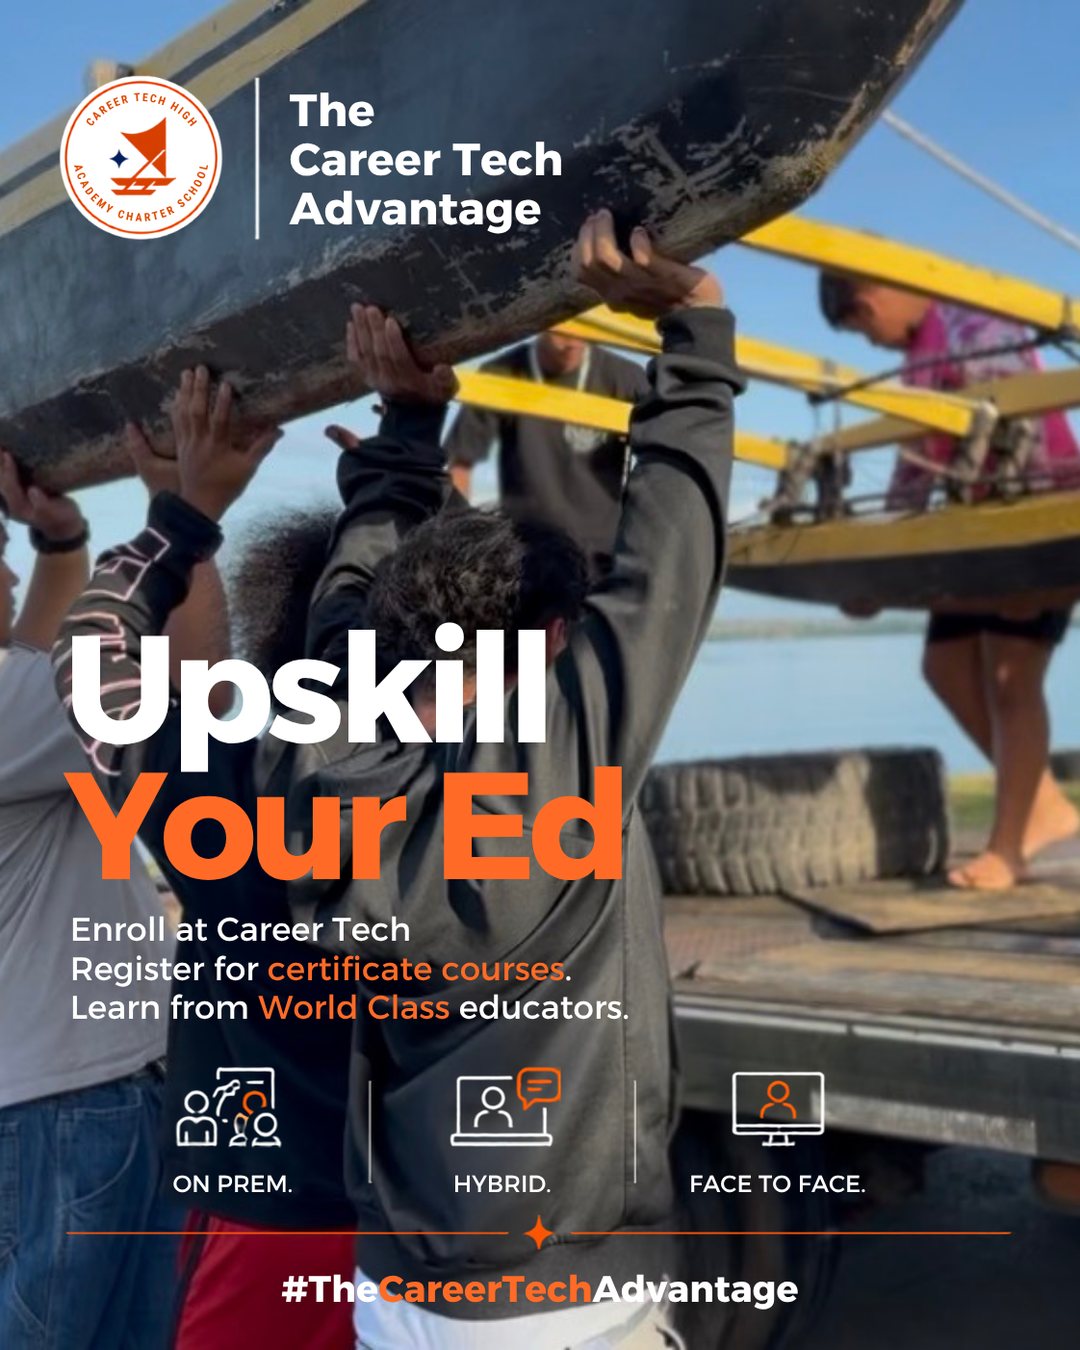 CAREER TECH HIGH
ACADEMY CHARTER SCHOOL
The
Career Tech
Advantage
Upskill
Your Ed
Enroll at Career Tech
Register for certificate courses.
Learn from World Class educators.
ON PREM.
HYBRID.
FACE TO FACE.
#TheCareerTechAdvantage